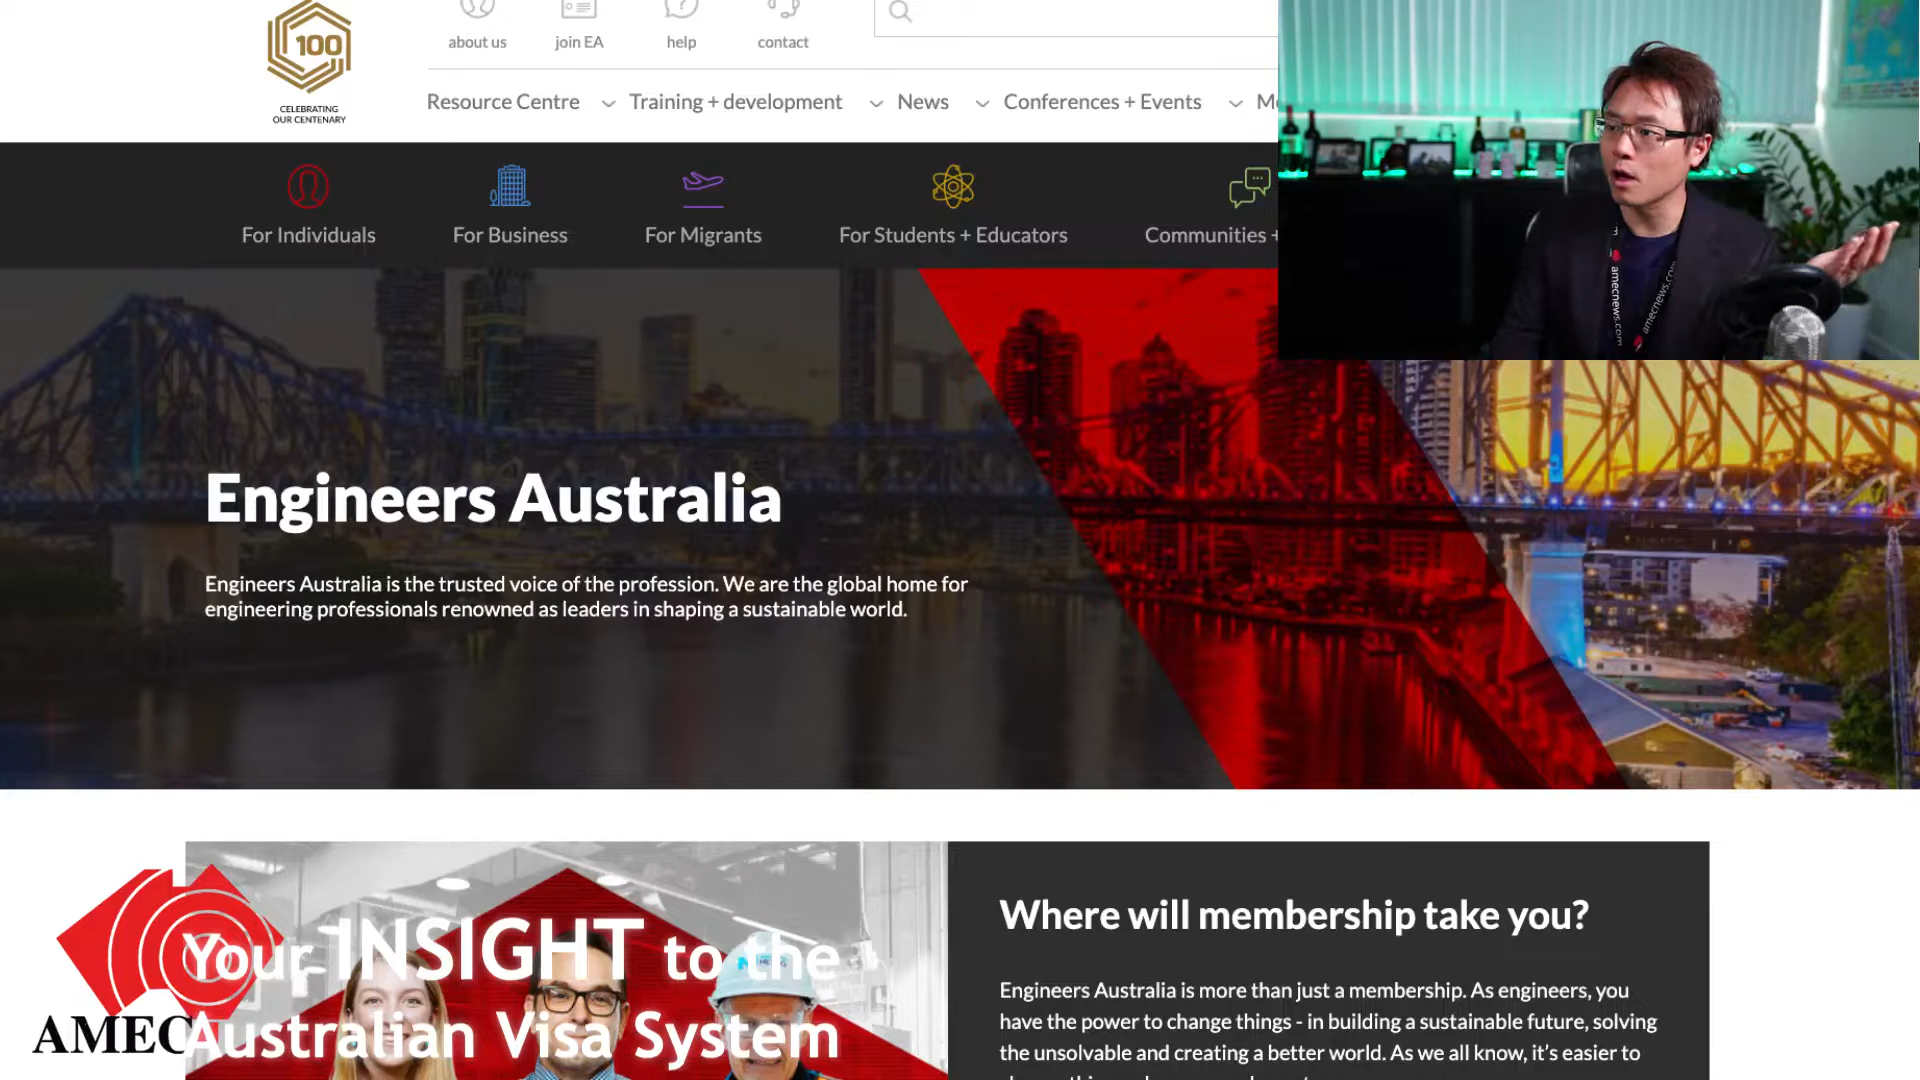 100
CELEBRATING
OUR CENTENARY
about us
join EA
help
contact
Resource Centre
Training + development
News
Conferences + Events
For Individuals
For Business
For Migrants
For Students + Educators
Communities +
amecnews.com
amecnews.com
Engineers Australia
Engineers Australia is the trusted voice of the profession. We are the global home for
engineering professionals renowned as leaders in shaping a sustainable world.
Your INSIGHT to the
Australian Visa System
AMEC
Where will membership take you?
Engineers Australia is more than just a membership. As engineers, you
have the power to change things - in building a sustainable future, solving
the unsolvable and creating a better world. As we all know, it's easier to